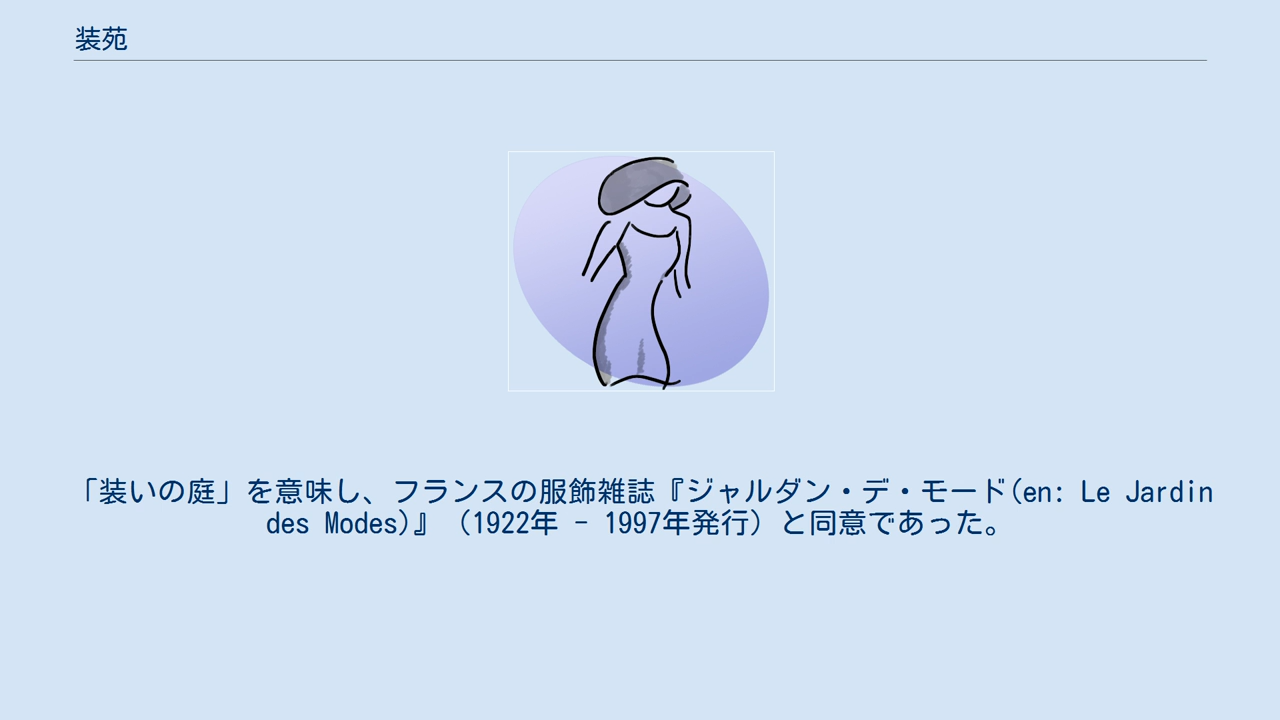 装苑
「装いの庭」を意味し、フランスの服飾雑誌『ジャルダン・デ・モード(en: Le Jardin
des Modes)』（1922年 - 1997年発行）と同意であった。